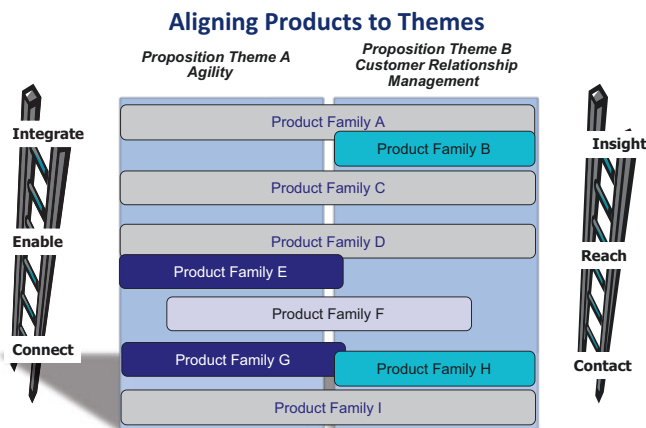 Aligning Products to Themes
Proposition Theme A
Agility
Proposition Theme B
Customer Relationship
Management
Product Family A
Integrate
Insight
Product Family B
Product Family C
Product Family D
Enable
Reach
Product Family E
Product Family F
Connect
Product Family G
Contact
Product Family H
Product Family I